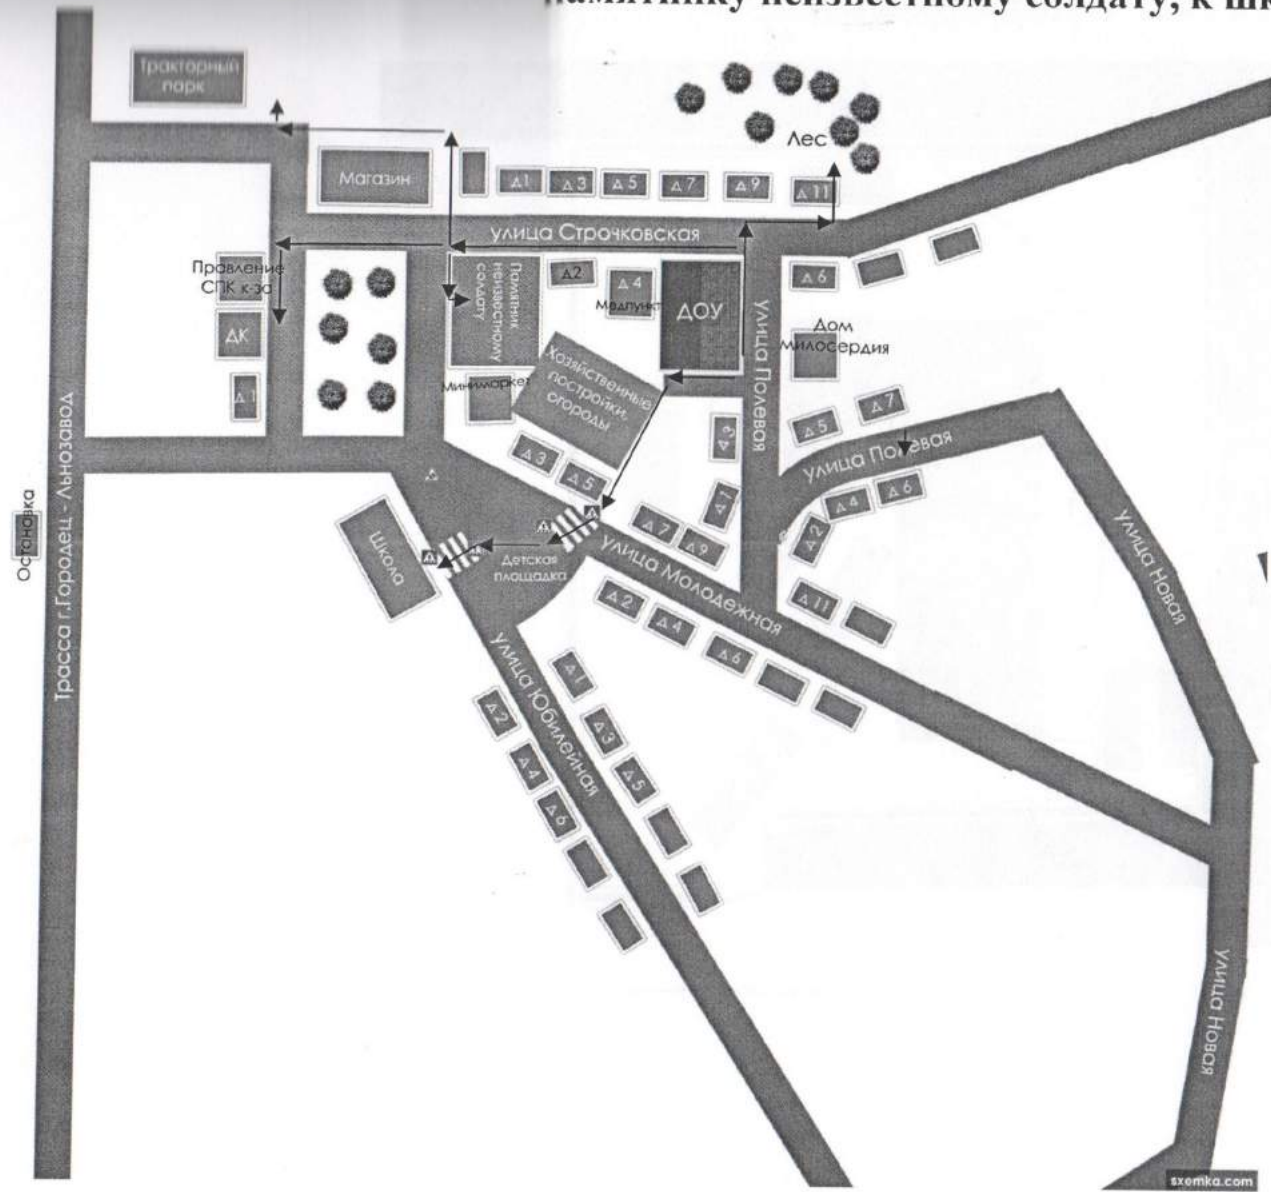 неизвестному солдату, к
Тракторный
парк
Лес
Магазин
Д1
Д3
Д5
Д7
Д9
Д11
улица Строчковская
Правление
СПК к-за
ДК
Д1
Памятник
неизвестному
солдату
Д2
Д4
Медпункт
ДОУ
улица Полевая
Д6
Дом
Милосердия
Минимаркет
Хозяйственные
постройки,
огороды
Д3
Д5
Д3
Д1
Д5
Д7
улица Полевая
Д2
Д4
Д6
улица Новая
Трасса г.Городец - Льнозавод
Остановка
Школа
Детская
площадка
Д7
Д9
улица Молодежная
Д11
Д2
Д4
Д6
улица Юбилейная
Д1
Д3
Д5
Д2
Д4
Д6
улица Новая
sxemka.com